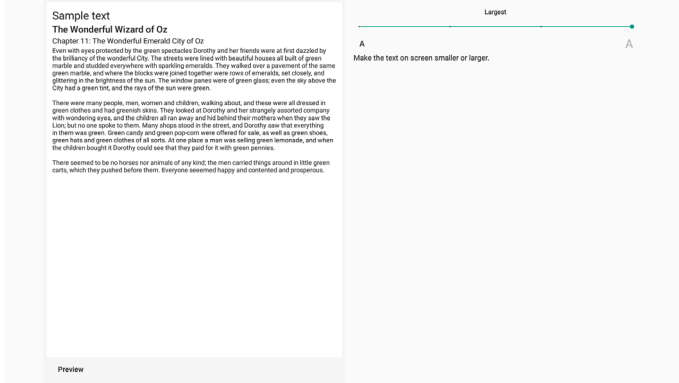 Sample text
The Wonderful Wizard of Oz
Chapter 11: The Wonderful Emerald City of Oz
Even with eyes protected by the green spectacles Dorothy and her friends were at first dazzled by
the brilliancy of the wonderful City. The streets were lined with beautiful houses all built of green
marble and studded everywhere with sparkling emeralds. They walked over a pavement of the same
green marble, and where the blocks were joined together were rows of emeralds, set closely, and
glittering in the brightness of the sun. The window panes were of green glass; even the sky above the
City had a green tint, and the rays of the sun were green.
There were many people, men, women and children, walking about, and these were all dressed in
green clothes and had greenish skins. They looked at Dorothy and her strangely assorted company
with wondering eyes, and the children all ran away and hid behind their mothers when they saw the
Lion; but no one spoke to them. Many shops stood in the street, and Dorothy saw that everything
in them was green. Green candy and green pop-corn were offered for sale, as well as green shoes,
green hats and green clothes of all sorts. At one place a man was selling green lemonade, and when
the children bought it Dorothy could see that they paid for it with green pennies.
There seemed to be no horses nor animals of any kind; the men carried things around in little green
carts, which they pushed before them. Everyone seeemed happy and contented and prosperous.
Preview
Largest
A A
Make the text on screen smaller or larger.